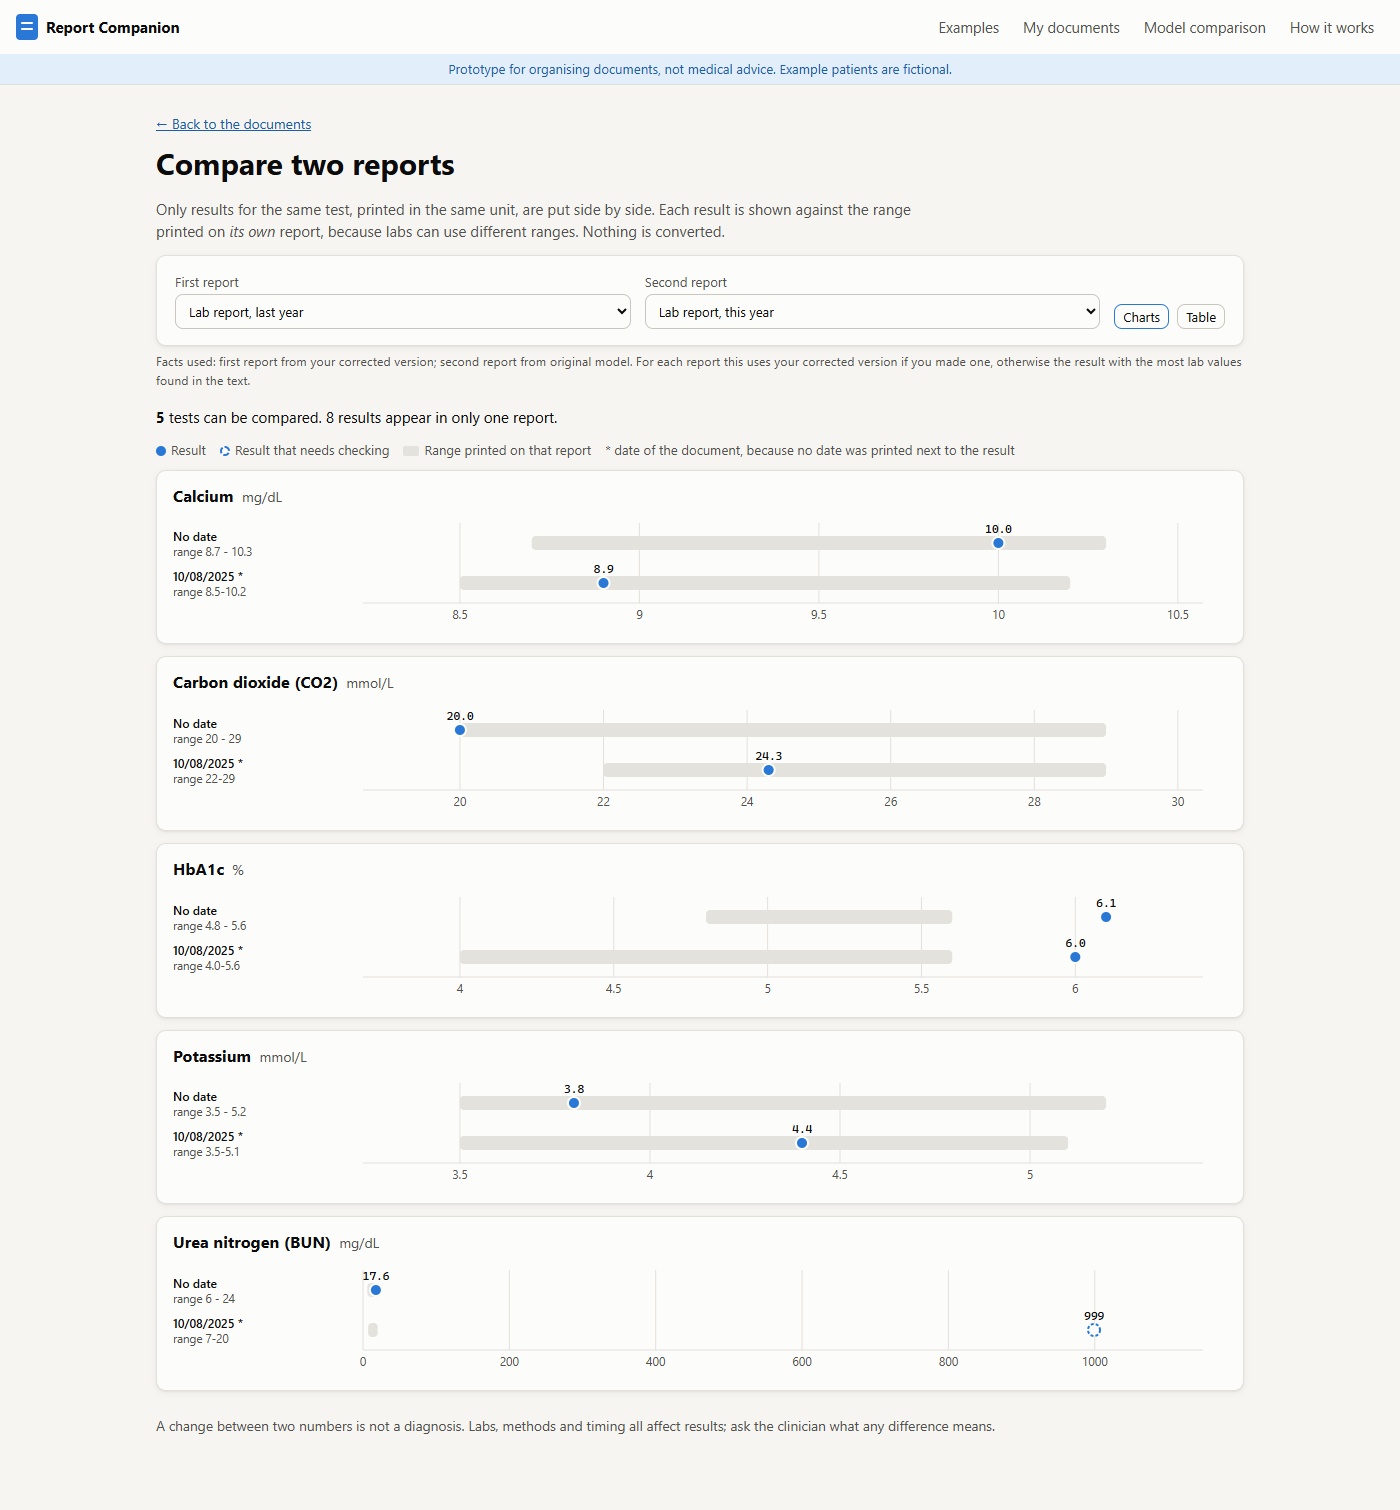 Report Companion
Examples
My documents
Model comparison
How it works
Prototype for organising documents, not medical advice. Example patients are fictional.
← Back to the documents
Compare two reports
Only results for the same test, printed in the same unit, are put side by side. Each result is shown against the range
printed on its own report, because labs can use different ranges. Nothing is converted.
First report
Second report
Lab report, last year
Lab report, this year
Charts
Table
Facts used: first report from your corrected version; second report from original model. For each report this uses your corrected version if you made one, otherwise the result with the most lab values
found in the text.
5 tests can be compared. 8 results appear in only one report.
Result
Result that needs checking
Range printed on that report
* date of the document, because no date was printed next to the result
Calcium mg/dL
No date
range 8.7 - 10.3
10.0
10/08/2025 *
range 8.5-10.2
8.9
8.5 9 9.5 10 10.5
Carbon dioxide (CO2) mmol/L
No date
range 20 - 29
20.0
10/08/2025 *
range 22-29
24.3
20 22 24 26 28 30
HbA1c %
No date
range 4.8 - 5.6
6.1
10/08/2025 *
range 4.0-5.6
6.0
4 4.5 5 5.5 6
Potassium mmol/L
No date
range 3.5 - 5.2
3.8
10/08/2025 *
range 3.5-5.1
4.4
3.5 4 4.5 5
Urea nitrogen (BUN) mg/dL
No date
range 6 - 24
17.6
10/08/2025 *
range 7-20
999
0 200 400 600 800 1000
A change between two numbers is not a diagnosis. Labs, methods and timing all affect results; ask the clinician what any difference means.